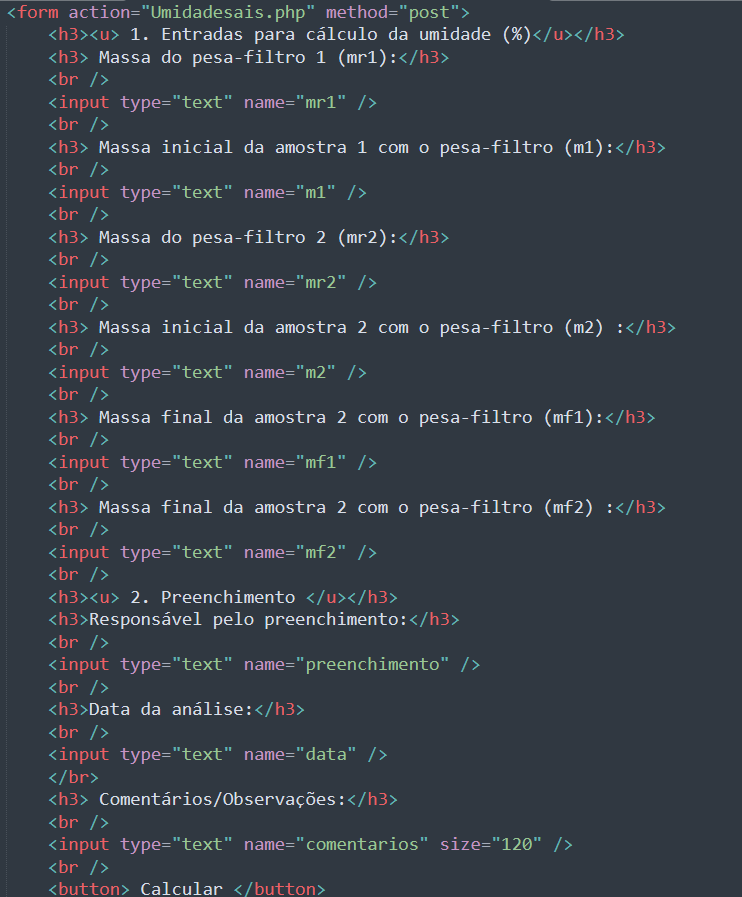 <form action="Umidadesais.php" method="post">
<h3><u> 1. Entradas para cálculo da umidade (%)</u></h3>
<h3> Massa do pesa-filtro 1 (mr1):</h3>
<br />
<input type="text" name="mr1" />
<br />
<h3> Massa inicial da amostra 1 com o pesa-filtro (m1):</h3>
<br />
<input type="text" name="m1" />
<br />
<h3> Massa do pesa-filtro 2 (mr2):</h3>
<br />
<input type="text" name="mr2" />
<br />
<h3> Massa inicial da amostra 2 com o pesa-filtro (m2) :</h3>
<br />
<input type="text" name="m2" />
<br />
<h3> Massa final da amostra 2 com o pesa-filtro (mf1):</h3>
<br />
<input type="text" name="mf1" />
<br />
<h3> Massa final da amostra 2 com o pesa-filtro (mf2) :</h3>
<br />
<input type="text" name="mf2" />
<br />
<h3><u> 2. Preenchimento </u></h3>
<h3>Responsável pelo preenchimento:</h3>
<br />
<input type="text" name="preenchimento" />
<br />
<h3>Data da análise:</h3>
<br />
<input type="text" name="data" />
</br>
<h3> Comentários/Observações:</h3>
<br />
<input type="text" name="comentarios" size="120" />
<br />
<button> Calcular </button>